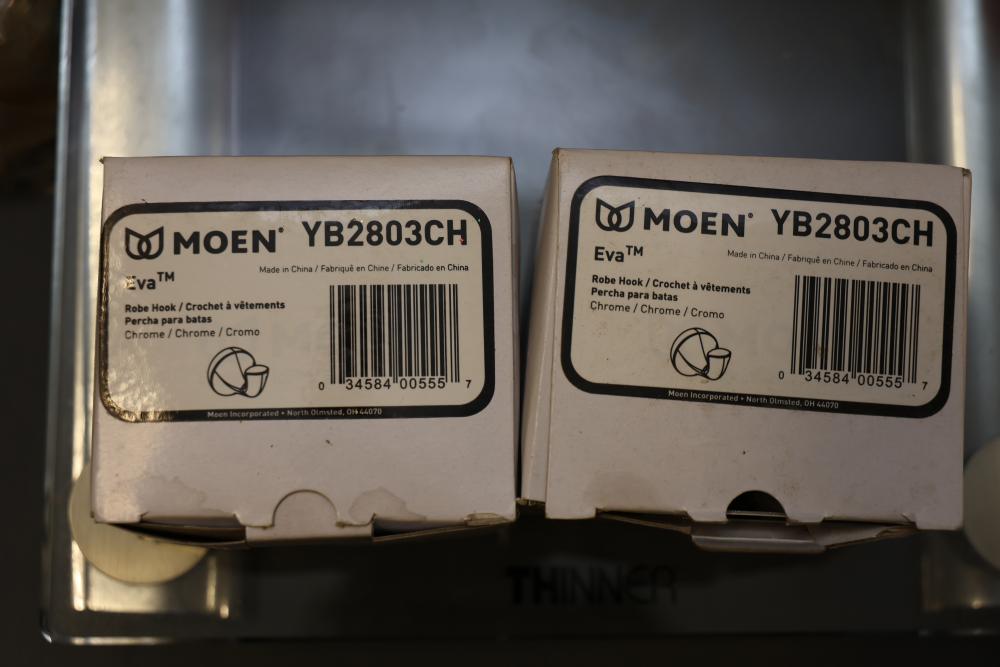 MOEN® YB2803CH
Eva™
Made in China / Fabriqué en Chine / Fabricado en China
Robe Hook / Crochet à vêtements
Percha para batas
Chrome / Chrome / Cromo
0 34584 00555 7
Moen Incorporated • North Olmsted, OH 44070
MOEN® YB2803CH
Eva™
Made in China / Fabriqué en Chine / Fabricado en China
Robe Hook / Crochet à vêtements
Percha para batas
Chrome / Chrome / Cromo
0 34584 00555 7
Moen Incorporated • North Olmsted, OH 44070
THINNER